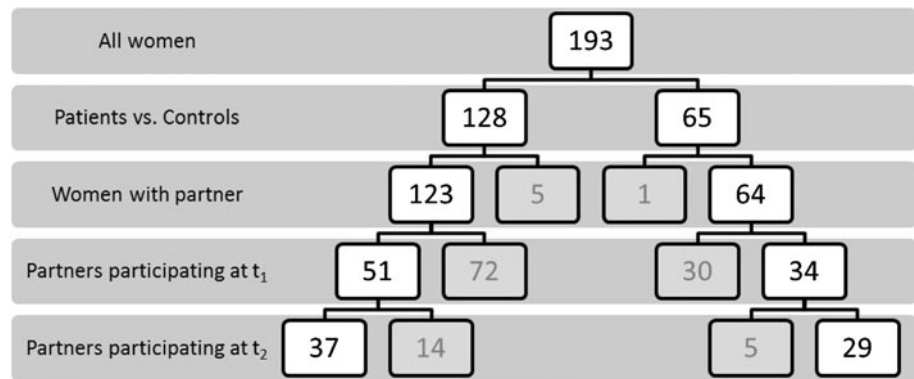 All women 193
Patients vs. Controls 128 65
Women with partner 123 5 1 64
Partners participating at t₁ 51 72 30 34
Partners participating at t₂ 37 14 5 29